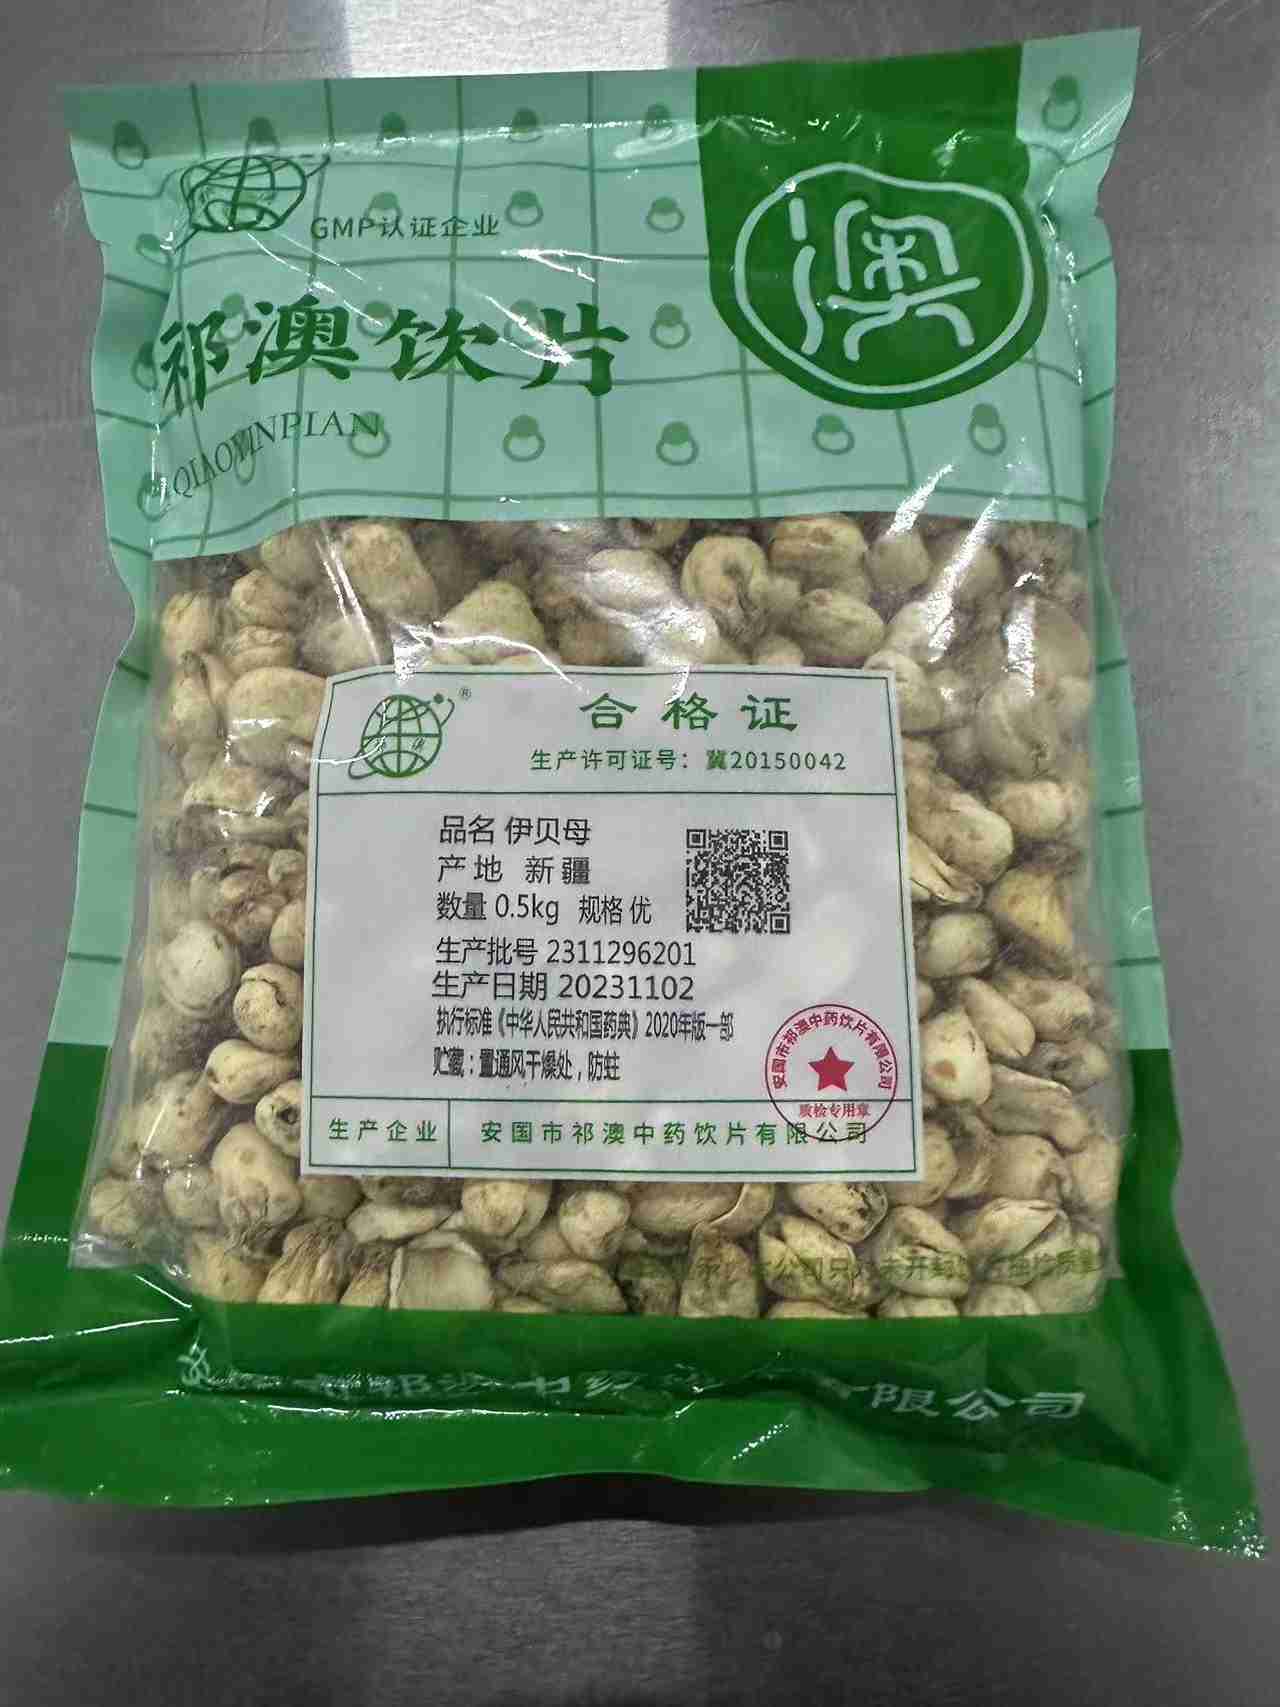 GMP认证企业
澳
祁澳饮片
QIAOYINPIAN
®
合格证
生产许可证号：冀20150042
品名 伊贝母
产地 新疆
数量 0.5kg 规格 优
生产批号 2311296201
生产日期 20231102
执行标准《中华人民共和国药典》2020年版一部
贮藏：置通风干燥处，防蛀
安国市祁澳中药饮片有限公司
质检专用章
生产企业 安国市祁澳中药饮片有限公司
有限公司